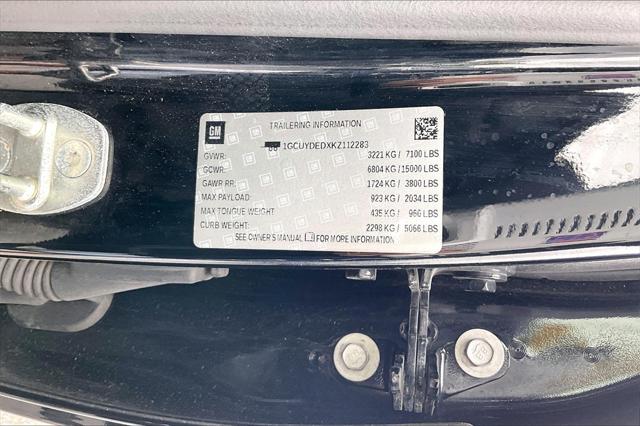 GM
TRAILERING INFORMATION
1GCUYDEDXKZ112283
GVWR: 3221 KG / 7100 LBS
GCWR: 6804 KG / 15000 LBS
GAWR RR: 1724 KG / 3800 LBS
MAX PAYLOAD: 923 KG / 2034 LBS
MAX TONGUE WEIGHT 435 KG / 960 LBS
CURB WEIGHT: 2298 KG / 5066 LBS
SEE OWNER'S MANUAL FOR MORE INFORMATION